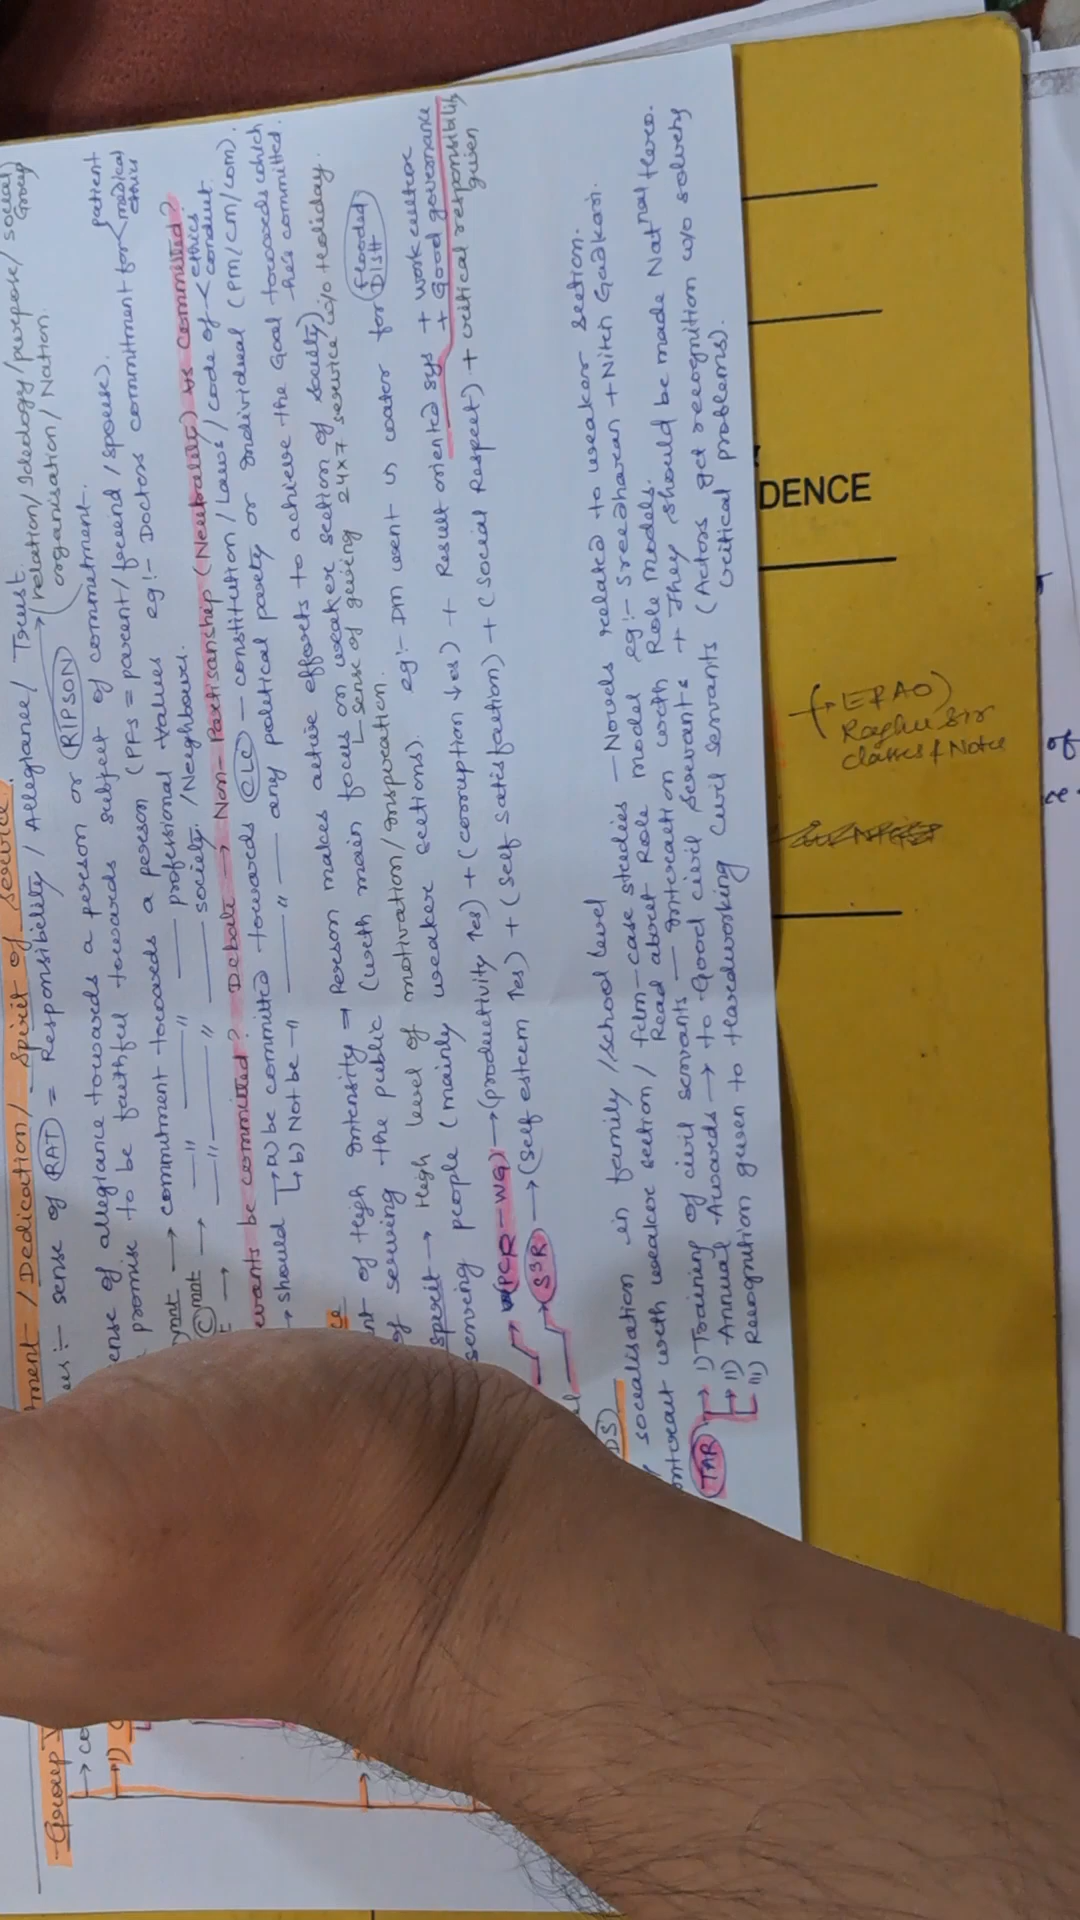 Group V
ment / Dedication / Spirit of service.
sense of (RAT) = Responsibility / Allegiance / Trust.
ense of allegiance towards a person or (RIPSON) → relation / Ideology / purpose / social Group
organisation / Nation.
promise to be faithful towards subject of commitment.
→ commitment towards a person (PFS = parent / friend / spouse).
→ —"— professional values eg:- Doctors commitment for < patient
medical ethics
→ —"— society. / Neighbours.
vants be committed? Debate → Non-Partisanship (Neutrality) vs committed?
→ should → a) be committed towards (CLC) — constitution / Laws / code of < ethics
conduct.
↳ b) Not be —"— any political party or individual (PM/CM/com).
nt of High intensity → Person makes active efforts to achieve the Goal towards which he's committed.
of serving the public (with main focus on weaker section of society)
↳ sense of giving 24x7 service w/o holiday.
spirit → High level of motivation / inspiration.
serving people (mainly weaker sections). eg:- DM went in water for flooded Distt
(PCR-WG) → (productivity ↑es) + (corruption ↓es) + Result oriented sys + work culture
+ Good governance
(S³R) → (Self esteem ↑es) + (self satisfaction) + (social Respect) + critical responsibility given
DS
socialisation in family / school level
interact with weaker section / film - case studies — Novels related to weaker section.
Read about Role models eg:- Sreedharan + Nitin Gadkari.
(TAR) → i) Training of civil servants — interaction with Role Models.
→ ii) Annual Awards → to Good civil servants + They should be made Natnal Hero.
iii) Recognition given to Hardworking civil servants (Actors get recognition w/o solving
critical problems).
DENCE
Raghu Sir
classes + Notes